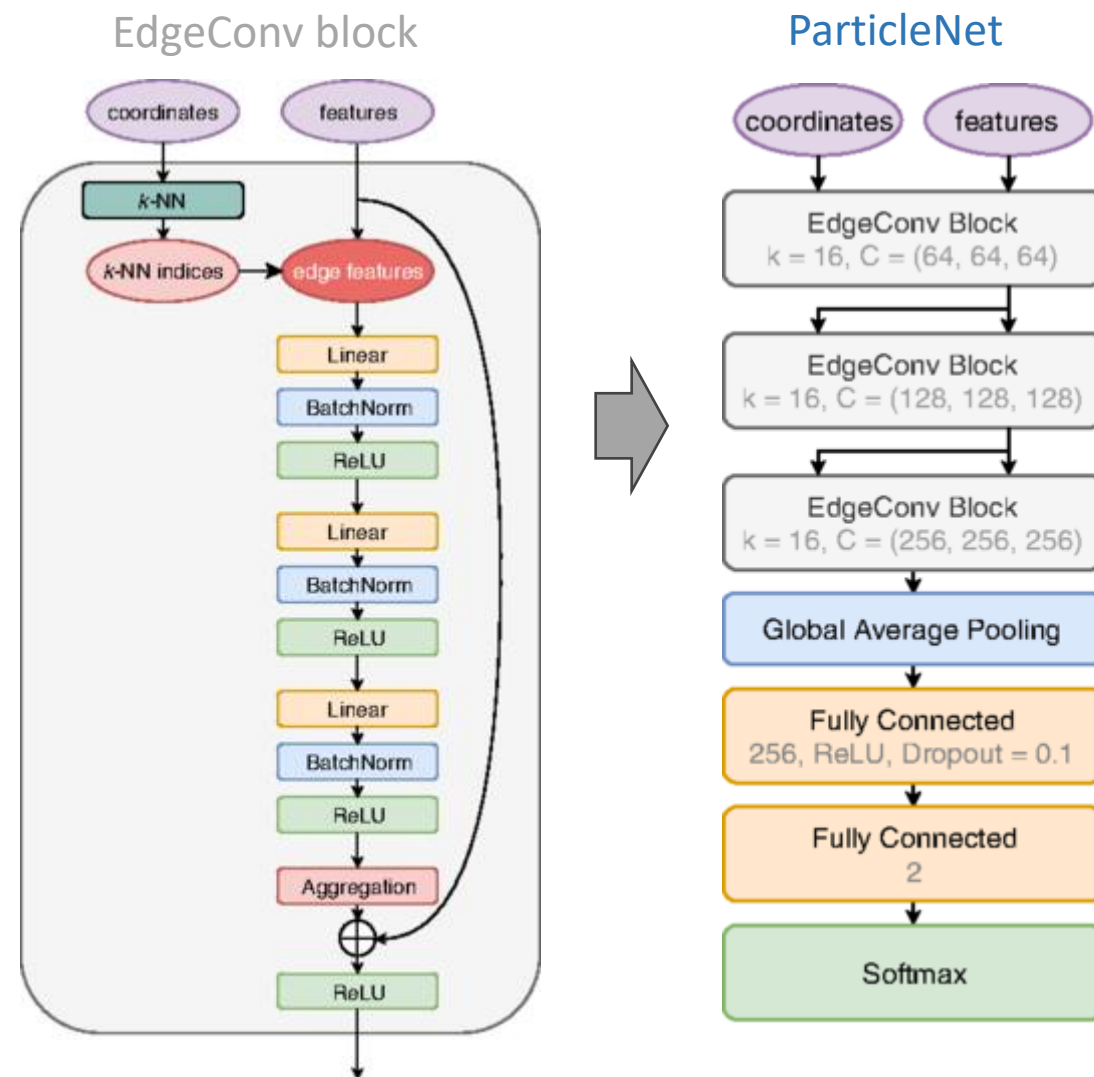 EdgeConv block
coordinates
features
k-NN
k-NN indices
edge features
Linear
BatchNorm
ReLU
Linear
BatchNorm
ReLU
Linear
BatchNorm
ReLU
Aggregation
ReLU
ParticleNet
coordinates
features
EdgeConv Block
k = 16, C = (64, 64, 64)
EdgeConv Block
k = 16, C = (128, 128, 128)
EdgeConv Block
k = 16, C = (256, 256, 256)
Global Average Pooling
Fully Connected
256, ReLU, Dropout = 0.1
Fully Connected
2
Softmax